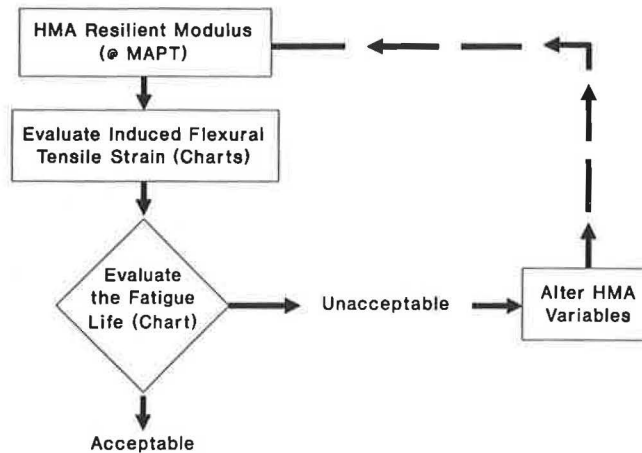 HMA Resilient Modulus
(@ MAPT)
Evaluate Induced Flexural
Tensile Strain (Charts)
Evaluate
the Fatigue
Life (Chart)
Unacceptable
Alter HMA
Variables
Acceptable